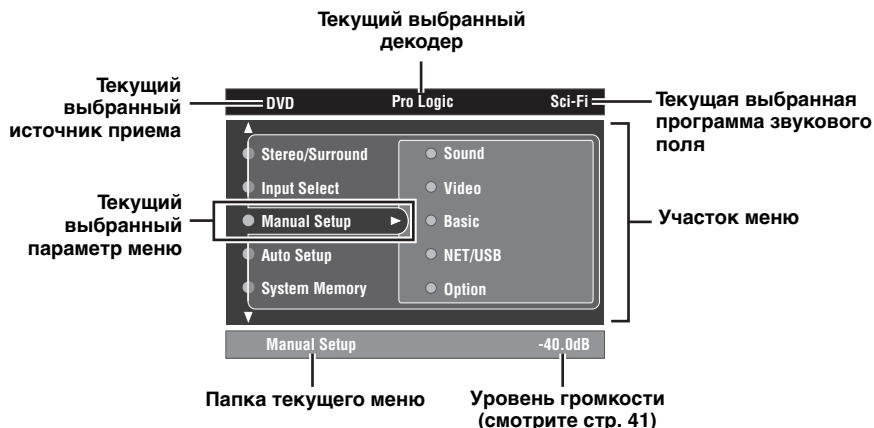 Текущий выбранный
декодер
Текущий
выбранный
источник приема
DVD Pro Logic Sci-Fi
Текущая выбранная
программа звукового
поля
Stereo/Surround
Input Select
Manual Setup
Auto Setup
System Memory
Sound
Video
Basic
NET/USB
Option
Текущий
выбранный
параметр меню
Участок меню
Manual Setup -40.0dB
Папка текущего меню
Уровень громкости
(смотрите стр. 41)